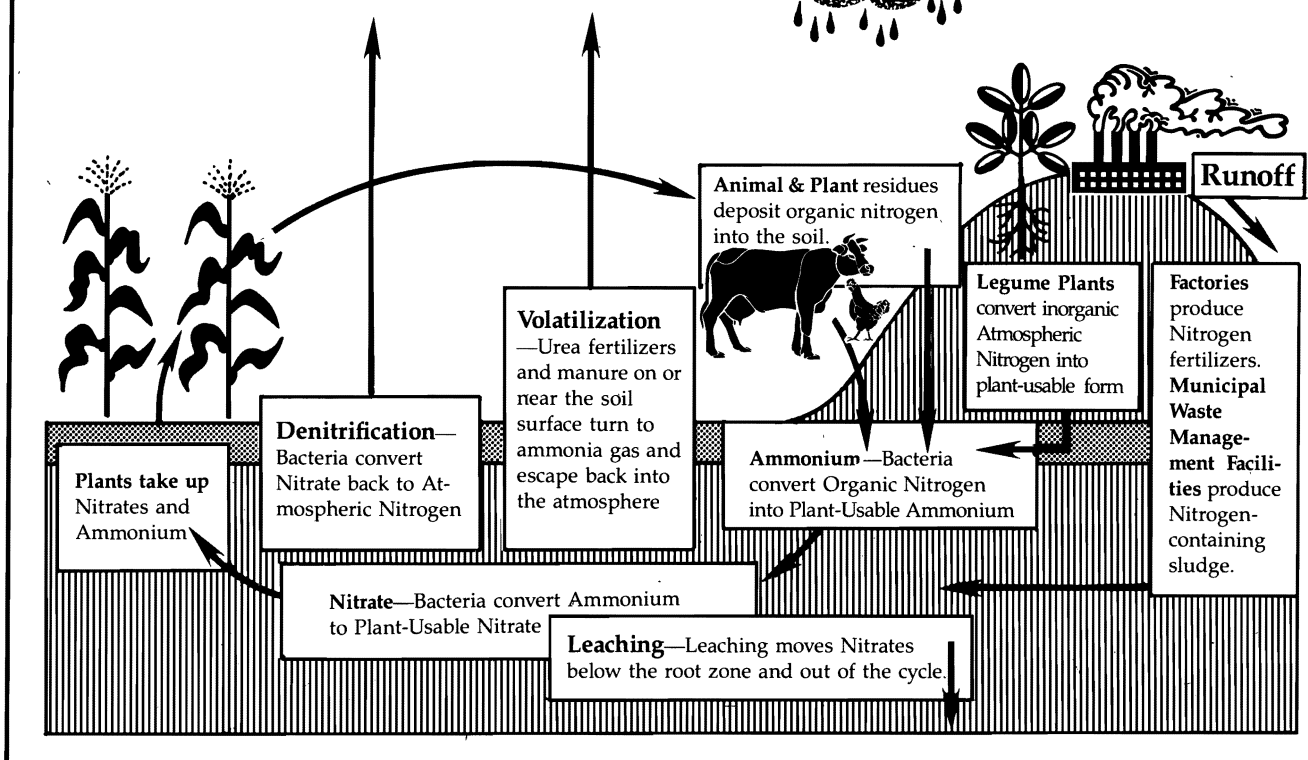 Runoff
Animal & Plant residues
deposit organic nitrogen
into the soil.
Legume Plants
convert inorganic
Atmospheric
Nitrogen into
plant-usable form
Factories
produce
Nitrogen
fertilizers.
Municipal
Waste
Manage-
ment Facili-
ties produce
Nitrogen-
containing
sludge.
Volatilization
—Urea fertilizers
and manure on or
near the soil
surface turn to
ammonia gas and
escape back into
the atmosphere
Denitrification—
Bacteria convert
Nitrate back to At-
mospheric Nitrogen
Plants take up
Nitrates and
Ammonium
Ammonium—Bacteria
convert Organic Nitrogen
into Plant-Usable Ammonium
Nitrate—Bacteria convert Ammonium
to Plant-Usable Nitrate
Leaching—Leaching moves Nitrates
below the root zone and out of the cycle.